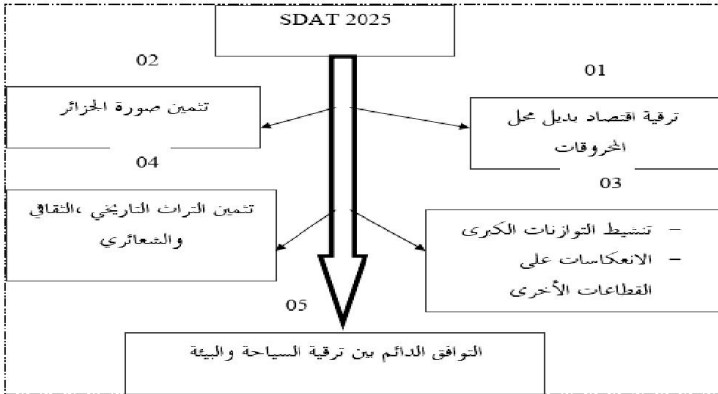 SDAT 2025
01
ترقية اقتصاد بديل محل
المحروقات
02
تثمين صورة الجزائر
03
– تنشيط التوازنات الكبرى
– الانعكاسات على
القطاعات الأخرى
04
تثمين التراث التاريخي ،الثقافي
والشعائري
05
التوافق الدائم بين ترقية السياحة والبيئة